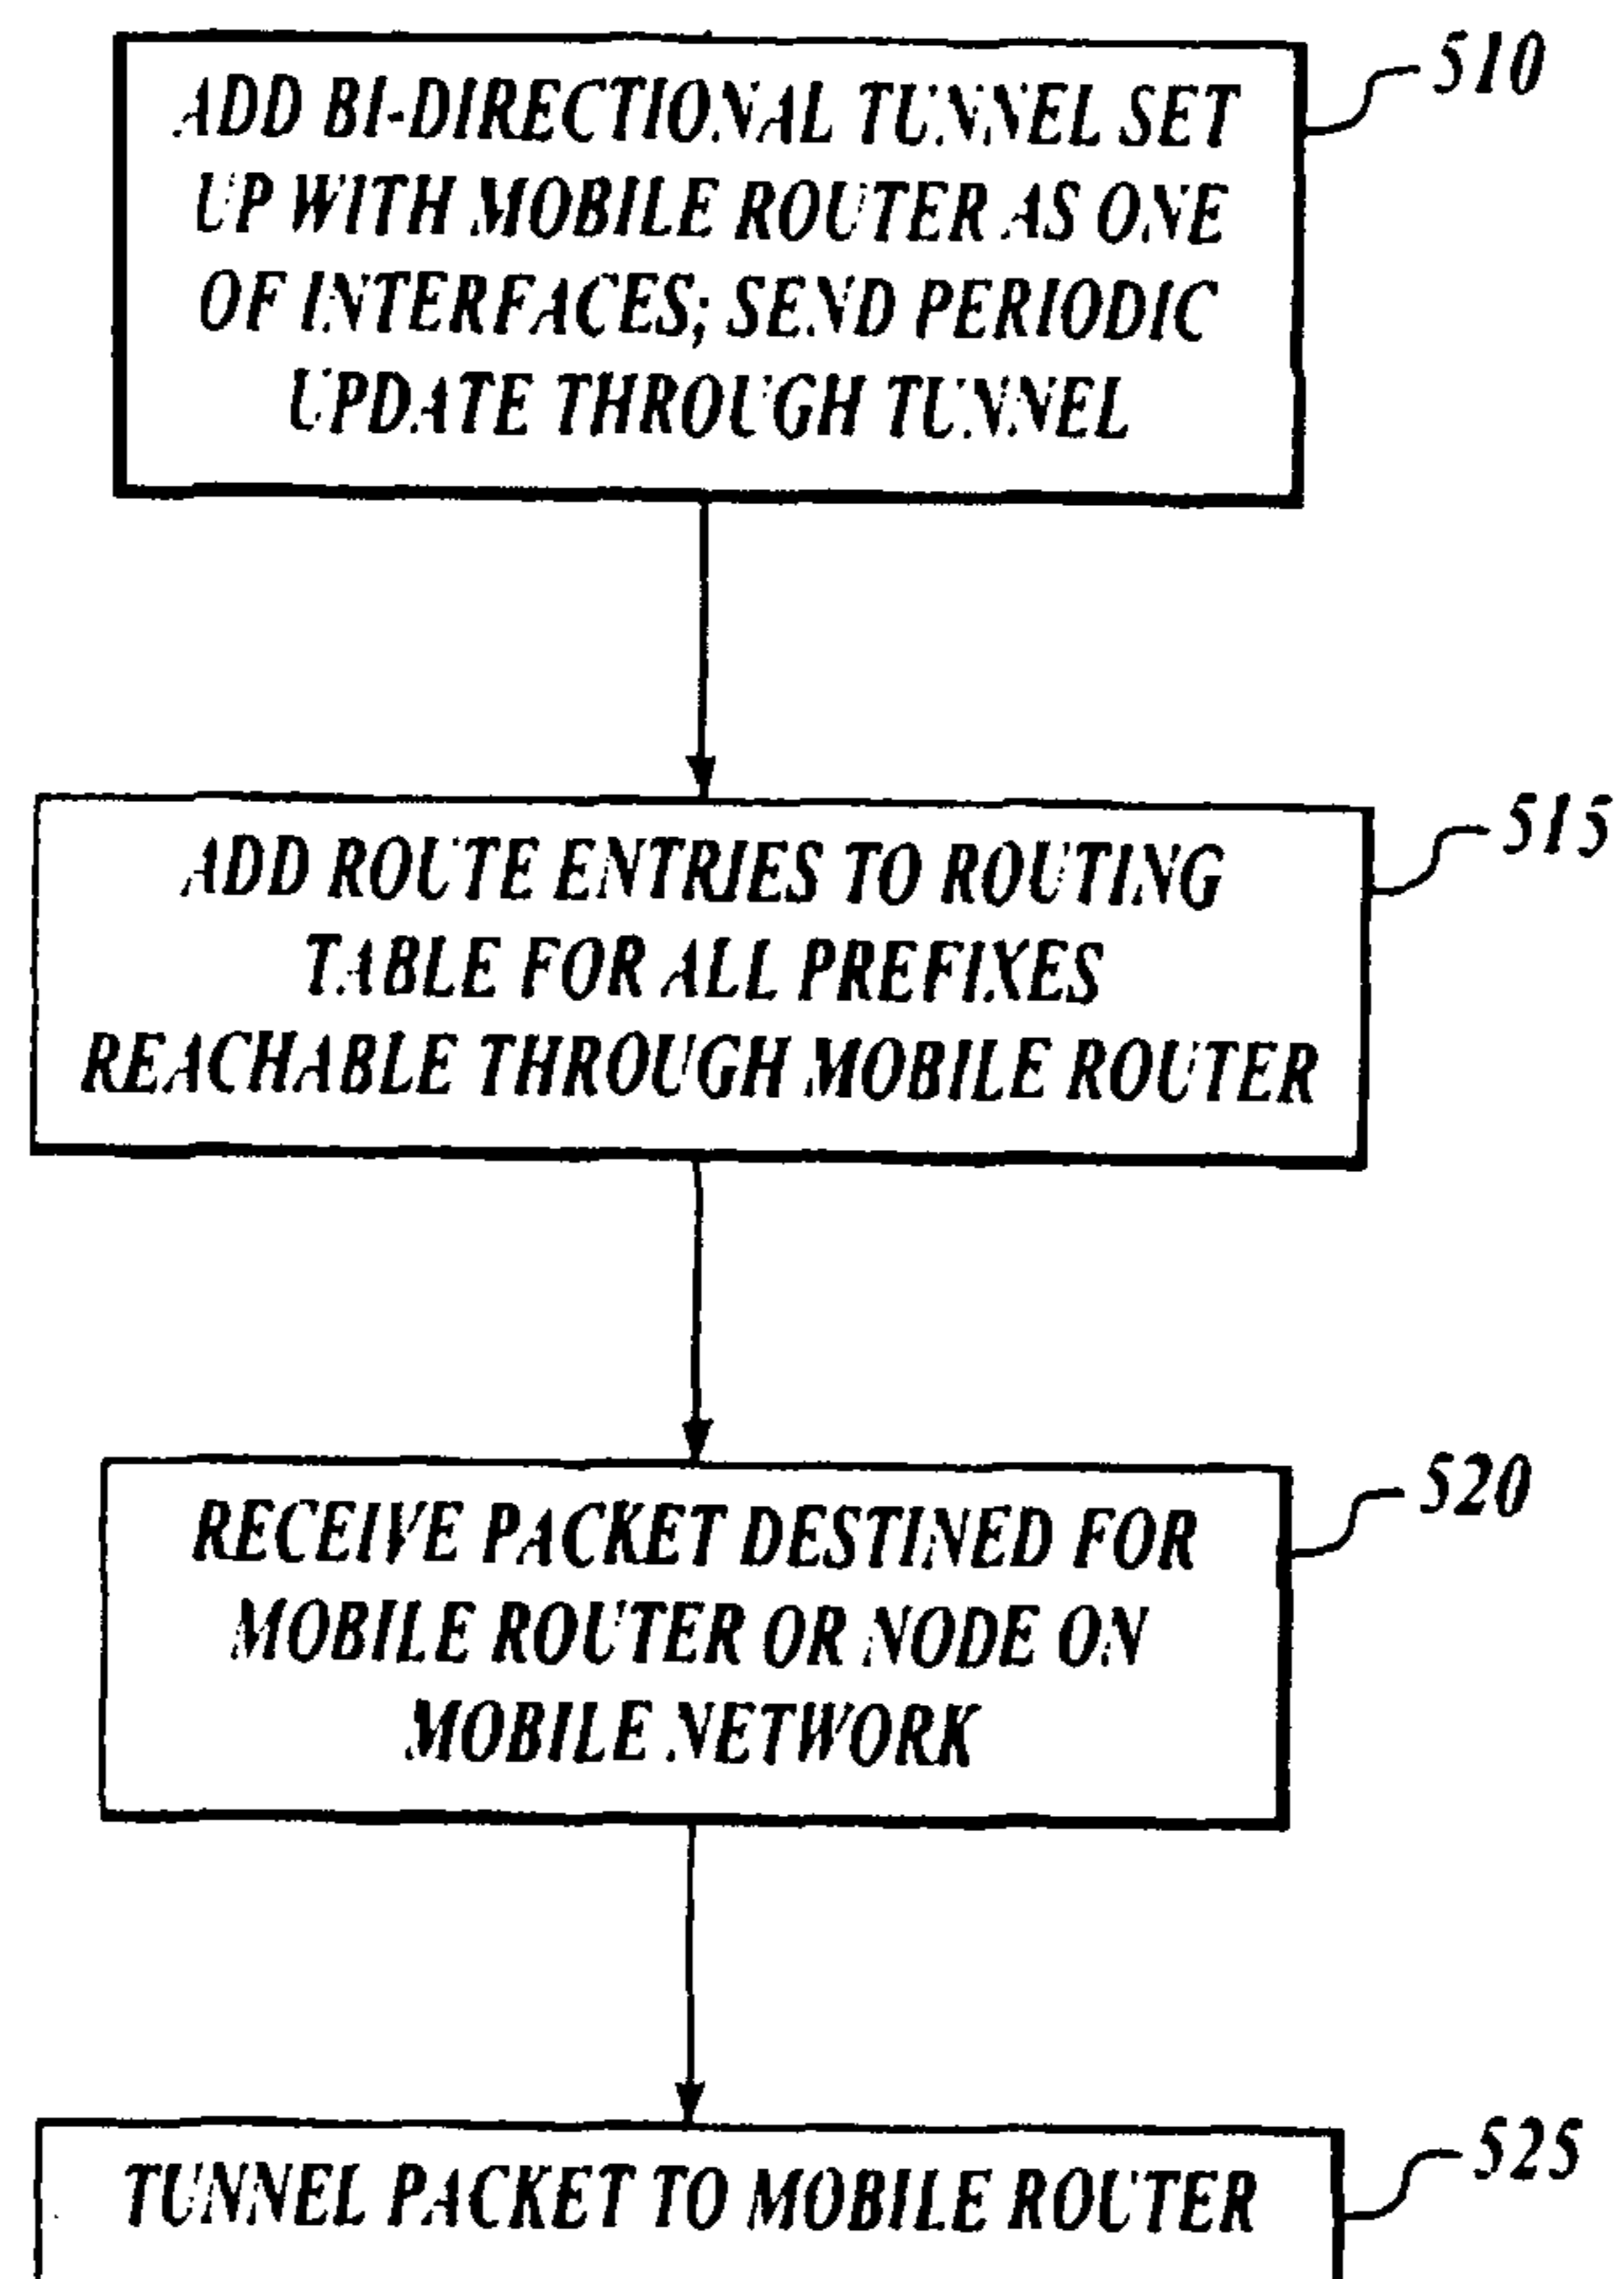 ADD BI-DIRECTIONAL TUNNEL SET
UP WITH MOBILE ROUTER AS ONE
OF INTERFACES; SEND PERIODIC
UPDATE THROUGH TUNNEL
510
ADD ROUTE ENTRIES TO ROUTING
TABLE FOR ALL PREFIXES
REACHABLE THROUGH MOBILE ROUTER
515
RECEIVE PACKET DESTINED FOR
MOBILE ROUTER OR NODE ON
MOBILE NETWORK
520
TUNNEL PACKET TO MOBILE ROUTER
525